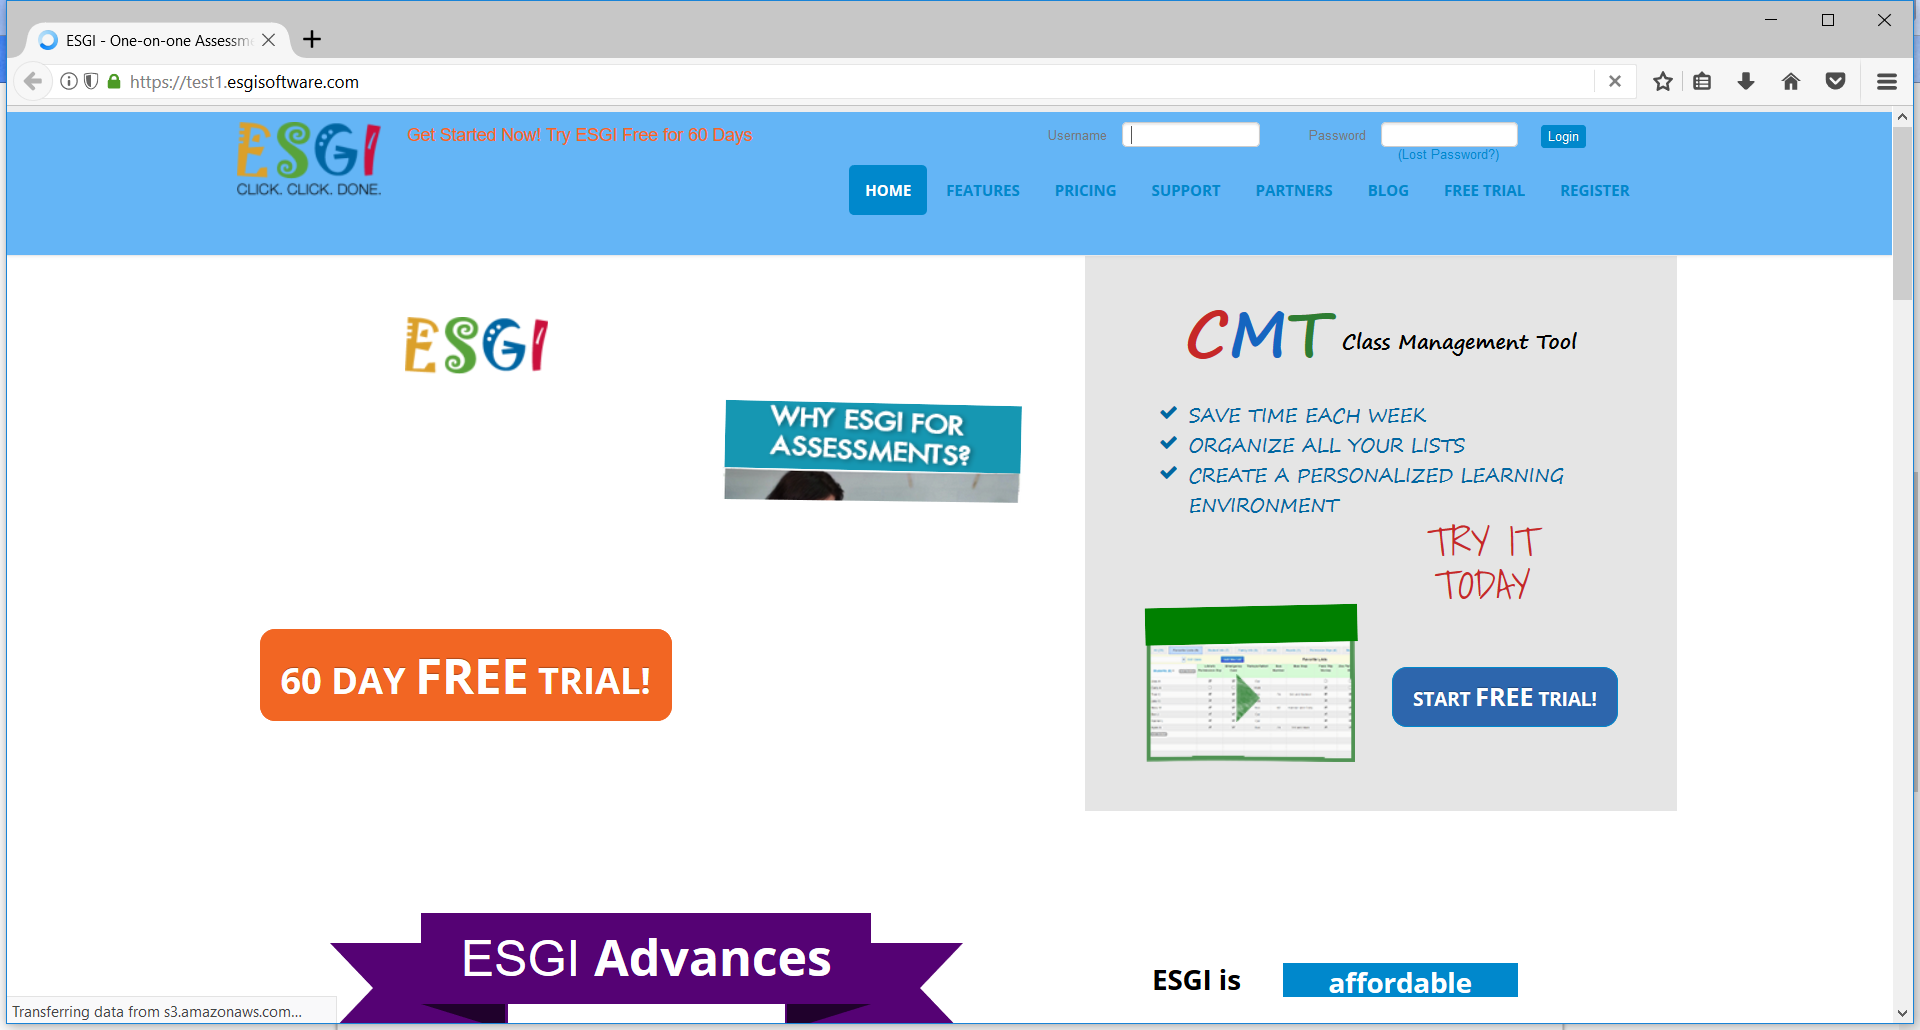 ESGI - One-on-one Assessm
https://test1.esgisoftware.com
ESGI
CLICK. CLICK. DONE.
Get Started Now! Try ESGI Free for 60 Days
Username
Password
Login
(Lost Password?)
HOME
FEATURES
PRICING
SUPPORT
PARTNERS
BLOG
FREE TRIAL
REGISTER
ESGI
WHY ESGI FOR
ASSESSMENTS?
60 DAY FREE TRIAL!
CMT Class Management Tool
SAVE TIME EACH WEEK
ORGANIZE ALL YOUR LISTS
CREATE A PERSONALIZED LEARNING
ENVIRONMENT
TRY IT
TODAY
START FREE TRIAL!
ESGI Advances
ESGI is
affordable
Transferring data from s3.amazonaws.com...